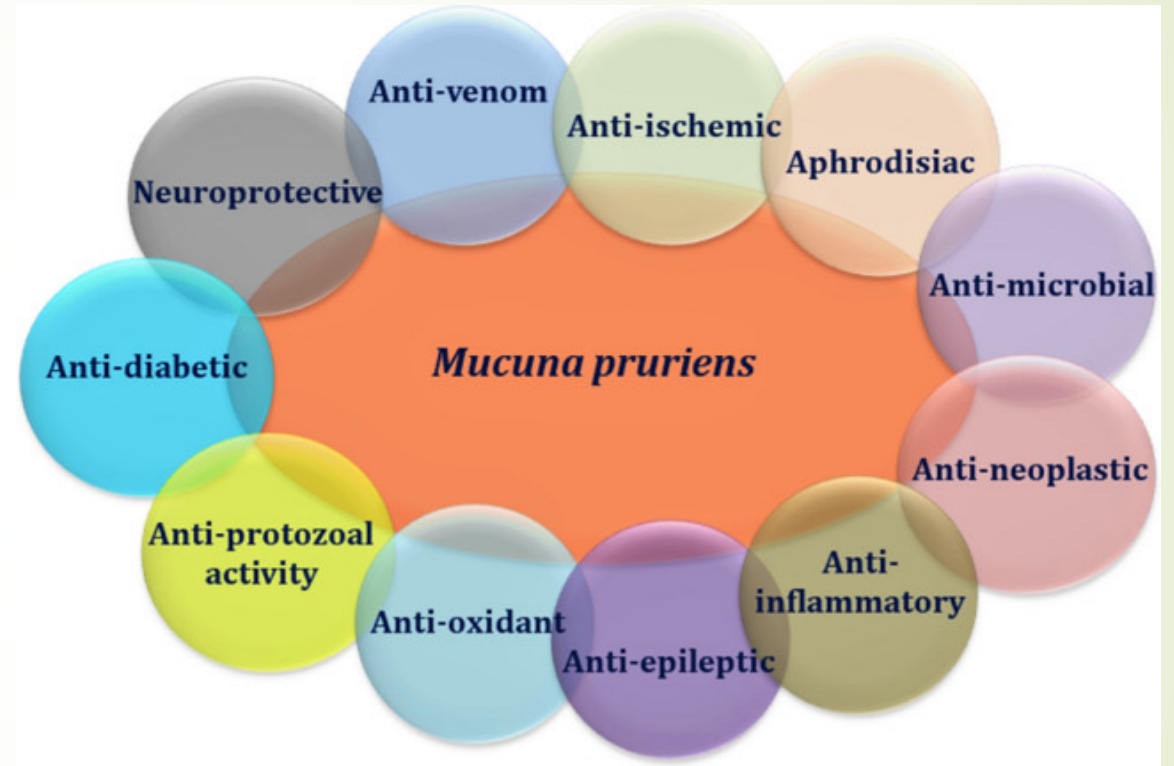 Anti-venom
Anti-ischemic
Aphrodisiac
Neuroprotective
Anti-microbial
Anti-diabetic
Mucuna pruriens
Anti-neoplastic
Anti-protozoal
activity
Anti-
inflammatory
Anti-oxidant
Anti-epileptic